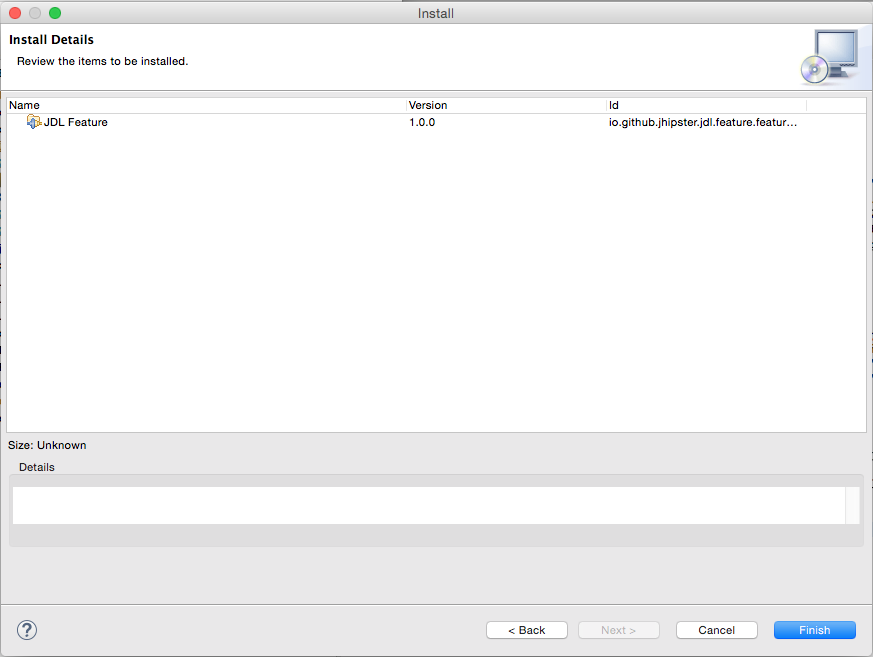 Install
Install Details
Review the items to be installed.
Name Version Id
JDL Feature 1.0.0 io.github.jhipster.jdl.feature.featur...
Size: Unknown
Details
? < Back Next > Cancel Finish